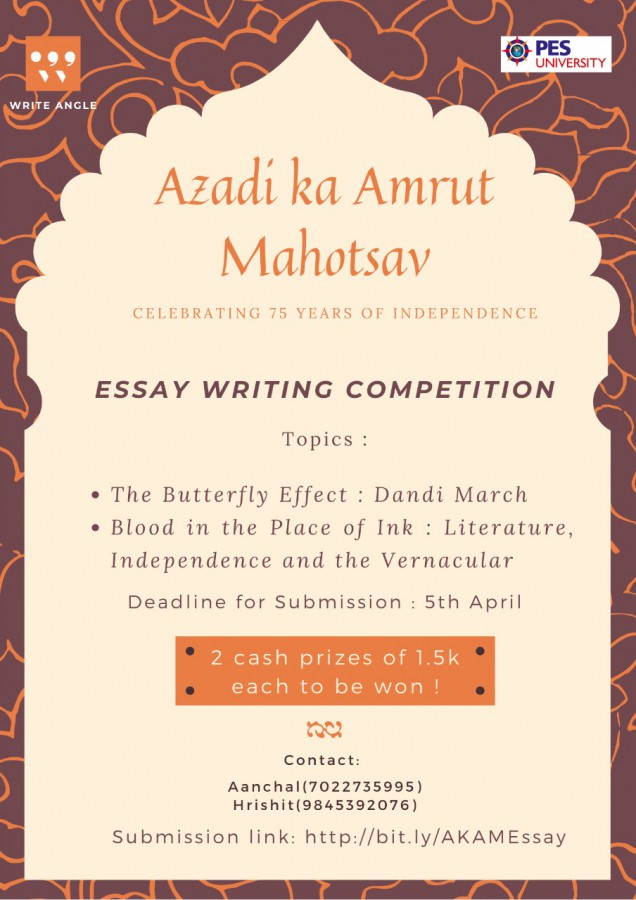 WRITE ANGLE
PES
UNIVERSITY
Azadi ka Amrut
Mahotsav
CELEBRATING 75 YEARS OF INDEPENDENCE
ESSAY WRITING COMPETITION
Topics :
• The Butterfly Effect : Dandi March
• Blood in the Place of Ink : Literature,
Independence and the Vernacular
Deadline for Submission : 5th April
2 cash prizes of 1.5k
each to be won !
Contact:
Aanchal(7022735995)
Hrishit(9845392076)
Submission link: http://bit.ly/AKAMEssay